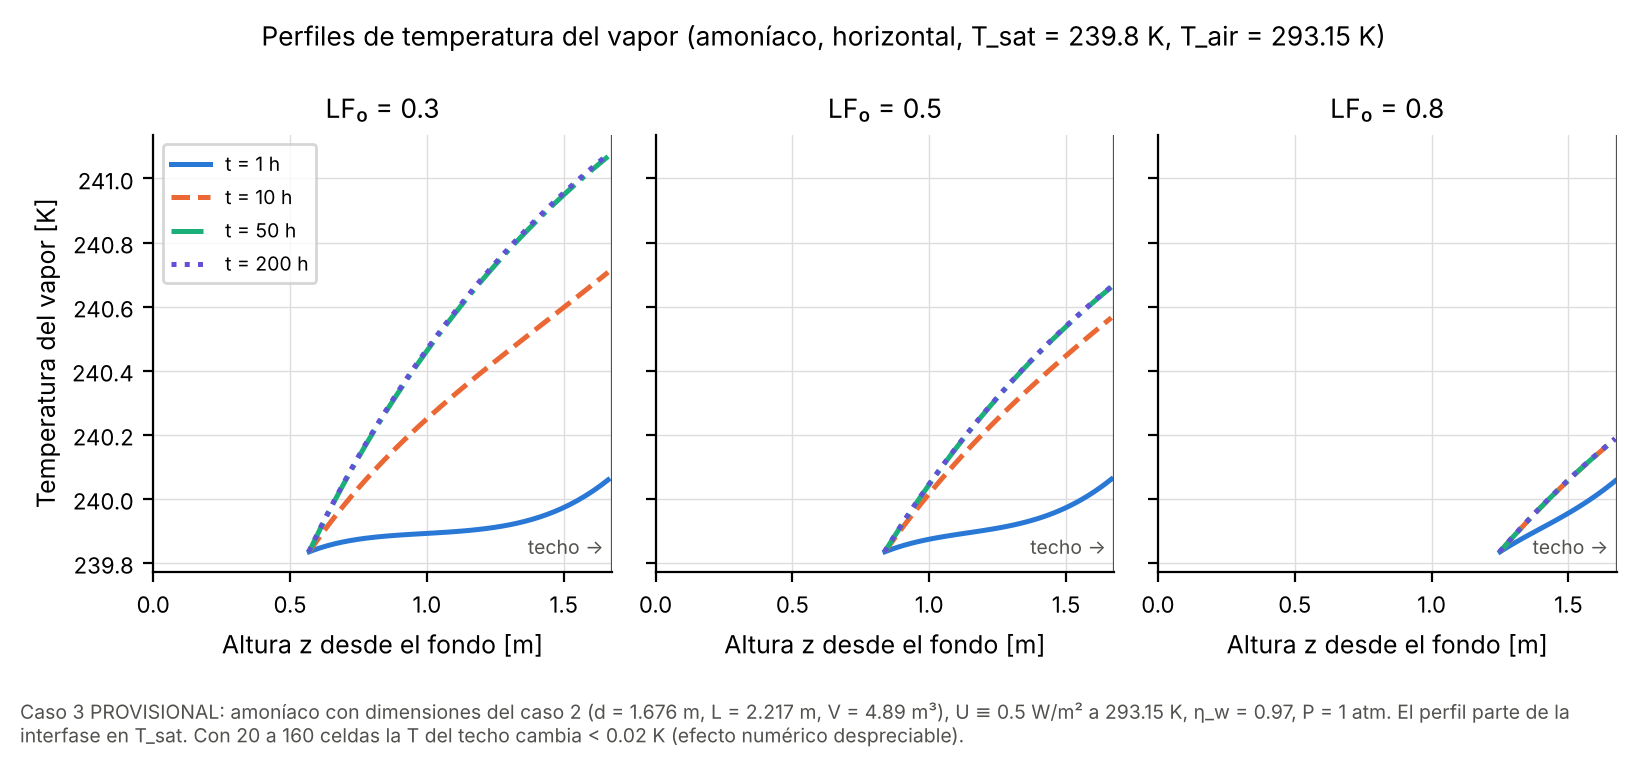 Perfiles de temperatura del vapor (amoníaco, horizontal, T_sat = 239.8 K, T_air = 293.15 K)
LF₀ = 0.3
LF₀ = 0.5
LF₀ = 0.8
Temperatura del vapor [K]
241.0
240.8
240.6
240.4
240.2
240.0
239.8
t = 1 h
t = 10 h
t = 50 h
t = 200 h
techo →
techo →
techo →
0.0 0.5 1.0 1.5
0.0 0.5 1.0 1.5
0.0 0.5 1.0 1.5
Altura z desde el fondo [m]
Altura z desde el fondo [m]
Altura z desde el fondo [m]
Caso 3 PROVISIONAL: amoníaco con dimensiones del caso 2 (d = 1.676 m, L = 2.217 m, V = 4.89 m³), U ≡ 0.5 W/m² a 293.15 K, η_w = 0.97, P = 1 atm. El perfil parte de la
interfase en T_sat. Con 20 a 160 celdas la T del techo cambia < 0.02 K (efecto numérico despreciable).